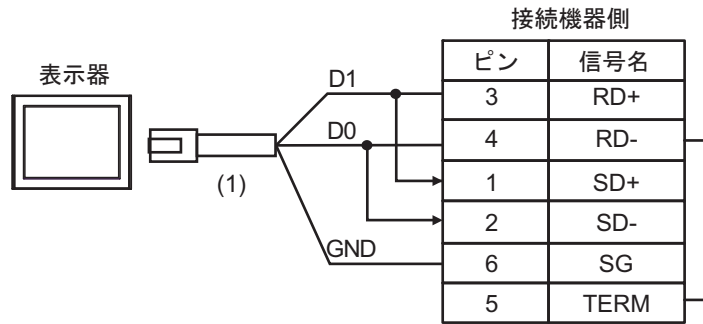 接続機器側
表示器
(1)
D1
D0
GND
ピン 信号名
3 RD+
4 RD-
1 SD+
2 SD-
6 SG
5 TERM